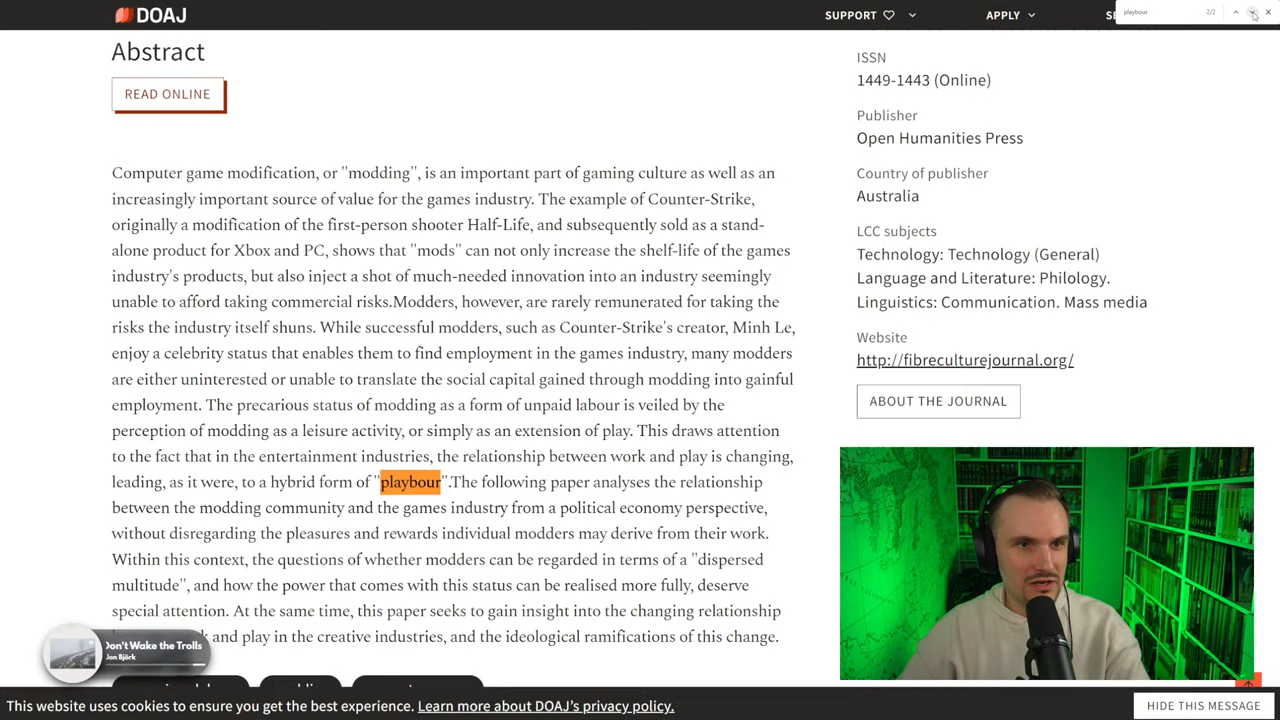 DOAJ
SUPPORT
APPLY
playbour
2/2
Abstract
READ ONLINE
Computer game modification, or "modding", is an important part of gaming culture as well as an
increasingly important source of value for the games industry. The example of Counter-Strike,
originally a modification of the first-person shooter Half-Life, and subsequently sold as a stand-
alone product for Xbox and PC, shows that "mods" can not only increase the shelf-life of the games
industry's products, but also inject a shot of much-needed innovation into an industry seemingly
unable to afford taking commercial risks.Modders, however, are rarely remunerated for taking the
risks the industry itself shuns. While successful modders, such as Counter-Strike's creator, Minh Le,
enjoy a celebrity status that enables them to find employment in the games industry, many modders
are either uninterested or unable to translate the social capital gained through modding into gainful
employment. The precarious status of modding as a form of unpaid labour is veiled by the
perception of modding as a leisure activity, or simply as an extension of play. This draws attention
to the fact that in the entertainment industries, the relationship between work and play is changing,
leading, as it were, to a hybrid form of "playbour".The following paper analyses the relationship
between the modding community and the games industry from a political economy perspective,
without disregarding the pleasures and rewards individual modders may derive from their work.
Within this context, the questions of whether modders can be regarded in terms of a "dispersed
multitude", and how the power that comes with this status can be realised more fully, deserve
special attention. At the same time, this paper seeks to gain insight into the changing relationship
and play in the creative industries, and the ideological ramifications of this change.
ISSN
1449-1443 (Online)
Publisher
Open Humanities Press
Country of publisher
Australia
LCC subjects
Technology: Technology (General)
Language and Literature: Philology.
Linguistics: Communication. Mass media
Website
http://fibreculturejournal.org/
ABOUT THE JOURNAL
Don't Wake the Trolls
Jon Björk
This website uses cookies to ensure you get the best experience. Learn more about DOAJ's privacy policy.
HIDE THIS MESSAGE